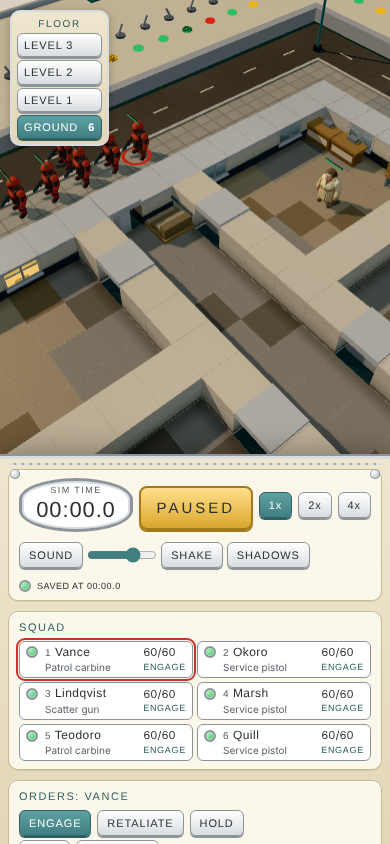 FLOOR
LEVEL 3
LEVEL 2
LEVEL 1
GROUND 6
SIM TIME
00:00.0
PAUSED
1x
2x
4x
SOUND
SHAKE
SHADOWS
SAVED AT 00:00.0
SQUAD
1 Vance 60/60
Patrol carbine ENGAGE
2 Okoro 60/60
Service pistol ENGAGE
3 Lindqvist 60/60
Scatter gun ENGAGE
4 Marsh 60/60
Service pistol ENGAGE
5 Teodoro 60/60
Patrol carbine ENGAGE
6 Quill 60/60
Service pistol ENGAGE
ORDERS: VANCE
ENGAGE
RETALIATE
HOLD